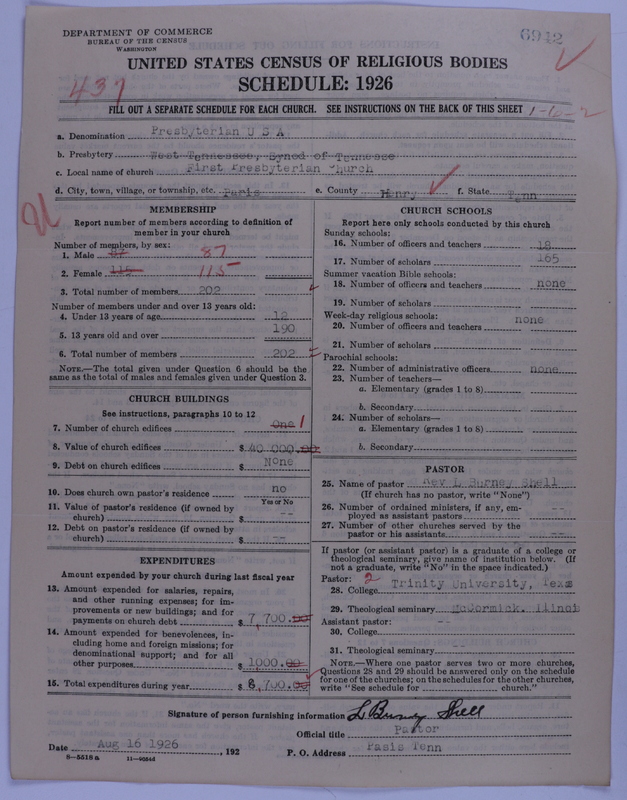 DEPARTMENT OF COMMERCE
BUREAU OF THE CENSUS
WASHINGTON
6942
UNITED STATES CENSUS OF RELIGIOUS BODIES
437
SCHEDULE: 1926
FILL OUT A SEPARATE SCHEDULE FOR EACH CHURCH. SEE INSTRUCTIONS ON THE BACK OF THIS SHEET 1-6-2
a. Denomination Presbyterian U S A
b. Presbytery West Tennessee, Synod of Tennesse
c. Local name of church First Presbyterian Church
d. City, town, village, or township, etc. Paris e. County Henry f. State Tenn
MEMBERSHIP
Report number of members according to definition of
member in your church
Number of members, by sex:
1. Male 87 87
2. Female 115 115
3. Total number of members 202
Number of members under and over 13 years old:
4. Under 13 years of age 12
5. 13 years old and over 190
6. Total number of members 202
NOTE.—The total given under Question 6 should be the
same as the total of males and females given under Question 3.
CHURCH BUILDINGS
See instructions, paragraphs 10 to 12
7. Number of church edifices One 1
8. Value of church edifices $ 40 000.00
9. Debt on church edifices $ None
10. Does church own pastor's residence no
Yes or No
11. Value of pastor's residence (if owned by
church) $ --
12. Debt on pastor's residence (if owned by
church) $ --
EXPENDITURES
Amount expended by your church during last fiscal year
13. Amount expended for salaries, repairs,
and other running expenses; for im-
provements or new buildings; and for
payments on church debt $ 7,700.00
14. Amount expended for benevolences, in-
cluding home and foreign missions; for
denominational support; and for all
other purposes $ 1000.00
15. Total expenditures during year $ 8,700.00
CHURCH SCHOOLS
Report here only schools conducted by this church
Sunday schools:
16. Number of officers and teachers 18
17. Number of scholars 165
Summer vacation Bible schools:
18. Number of officers and teachers none
19. Number of scholars
Week-day religious schools: none
20. Number of officers and teachers
21. Number of scholars
Parochial schools:
22. Number of administrative officers none
23. Number of teachers—
a. Elementary (grades 1 to 8)
b. Secondary
24. Number of scholars—
a. Elementary (grades 1 to 8)
b. Secondary
PASTOR
25. Name of pastor Rev L Burney Shell
(If church has no pastor, write "None")
26. Number of ordained ministers, if any, em-
ployed as assistant pastors --
27. Number of other churches served by the
pastor or his assistants --
If pastor (or assistant pastor) is a graduate of a college or
theological seminary, give name of institution below. (If
not a graduate, write "No" in the space indicated.)
Pastor: 2
28. College Trinity University, Texas
29. Theological seminary McCormick, Illinoi
Assistant pastor: --
30. College
31. Theological seminary --
NOTE.—Where one pastor serves two or more churches,
Questions 28 and 29 should be answered only on the schedule
for one of the churches; on the schedules for the other churches,
write "See schedule for church."
Signature of person furnishing information L Burney Shell
Official title Pastor
Date Aug 16 1926, 192 P. O. Address Pasis Tenn
8—5518 a 11—9054d